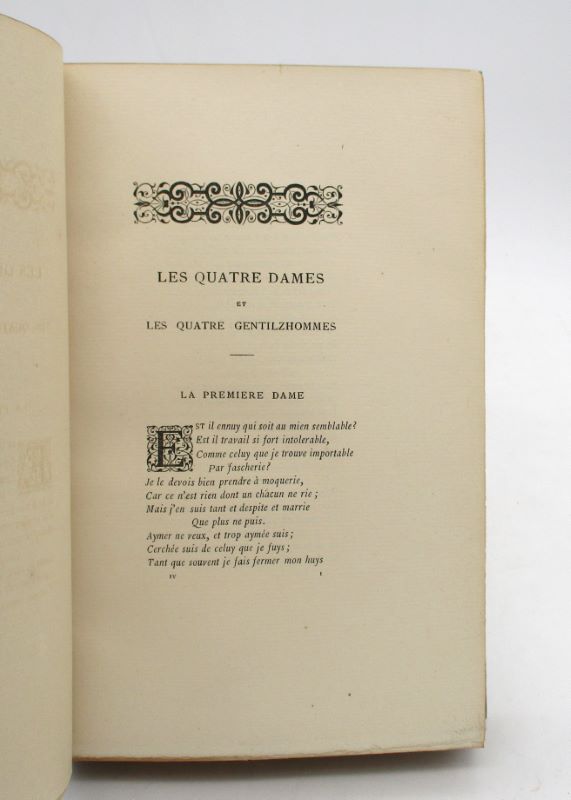 LES QUATRE DAMES
ET
LES QUATRE GENTILZHOMMES
LA PREMIERE DAME
EST il ennuy qui soit au mien semblable?
Est il travail si fort intolerable,
Comme celuy que je trouve importable
Par fascherie?
Je le devois bien prendre à moquerie,
Car ce n'est rien dont un chacun ne rie;
Mais j'en suis tant et despite et marrie
Que plus ne puis.
Aymer ne veux, et trop aymée suis;
Cerchée suis de celuy que je fuys;
Tant que souvent je fais fermer mon huys
IV 1